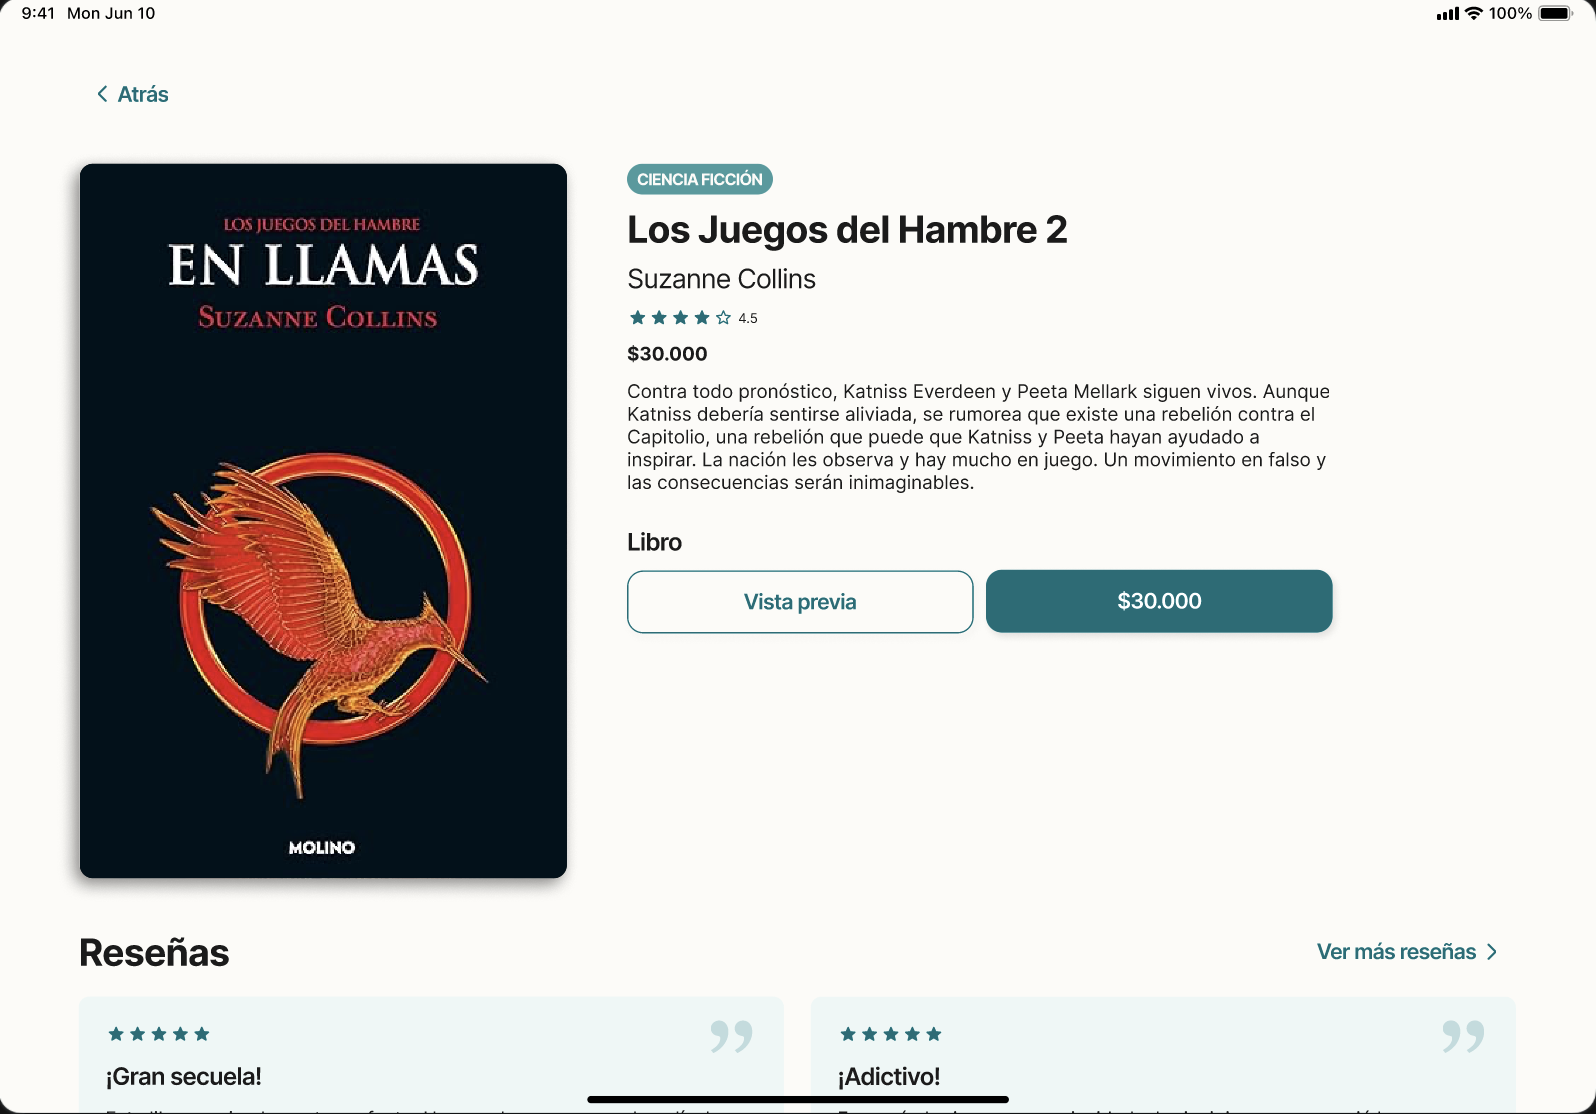 9:41 Mon Jun 10
100%
Atrás
LOS JUEGOS DEL HAMBRE
EN LLAMAS
SUZANNE COLLINS
MOLINO
CIENCIA FICCIÓN
Los Juegos del Hambre 2
Suzanne Collins
4.5
$30.000
Contra todo pronóstico, Katniss Everdeen y Peeta Mellark siguen vivos. Aunque
Katniss debería sentirse aliviada, se rumorea que existe una rebelión contra el
Capitolio, una rebelión que puede que Katniss y Peeta hayan ayudado a
inspirar. La nación les observa y hay mucho en juego. Un movimiento en falso y
las consecuencias serán inimaginables.
Libro
Vista previa
$30.000
Reseñas
Ver más reseñas
¡Gran secuela!
¡Adictivo!